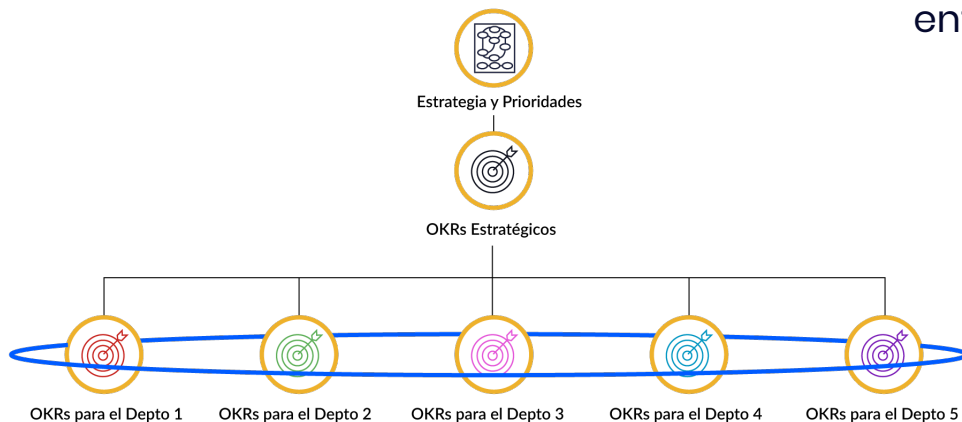 Estrategia y Prioridades
OKRs Estratégicos
OKRs para el Depto 1
OKRs para el Depto 2
OKRs para el Depto 3
OKRs para el Depto 4
OKRs para el Depto 5